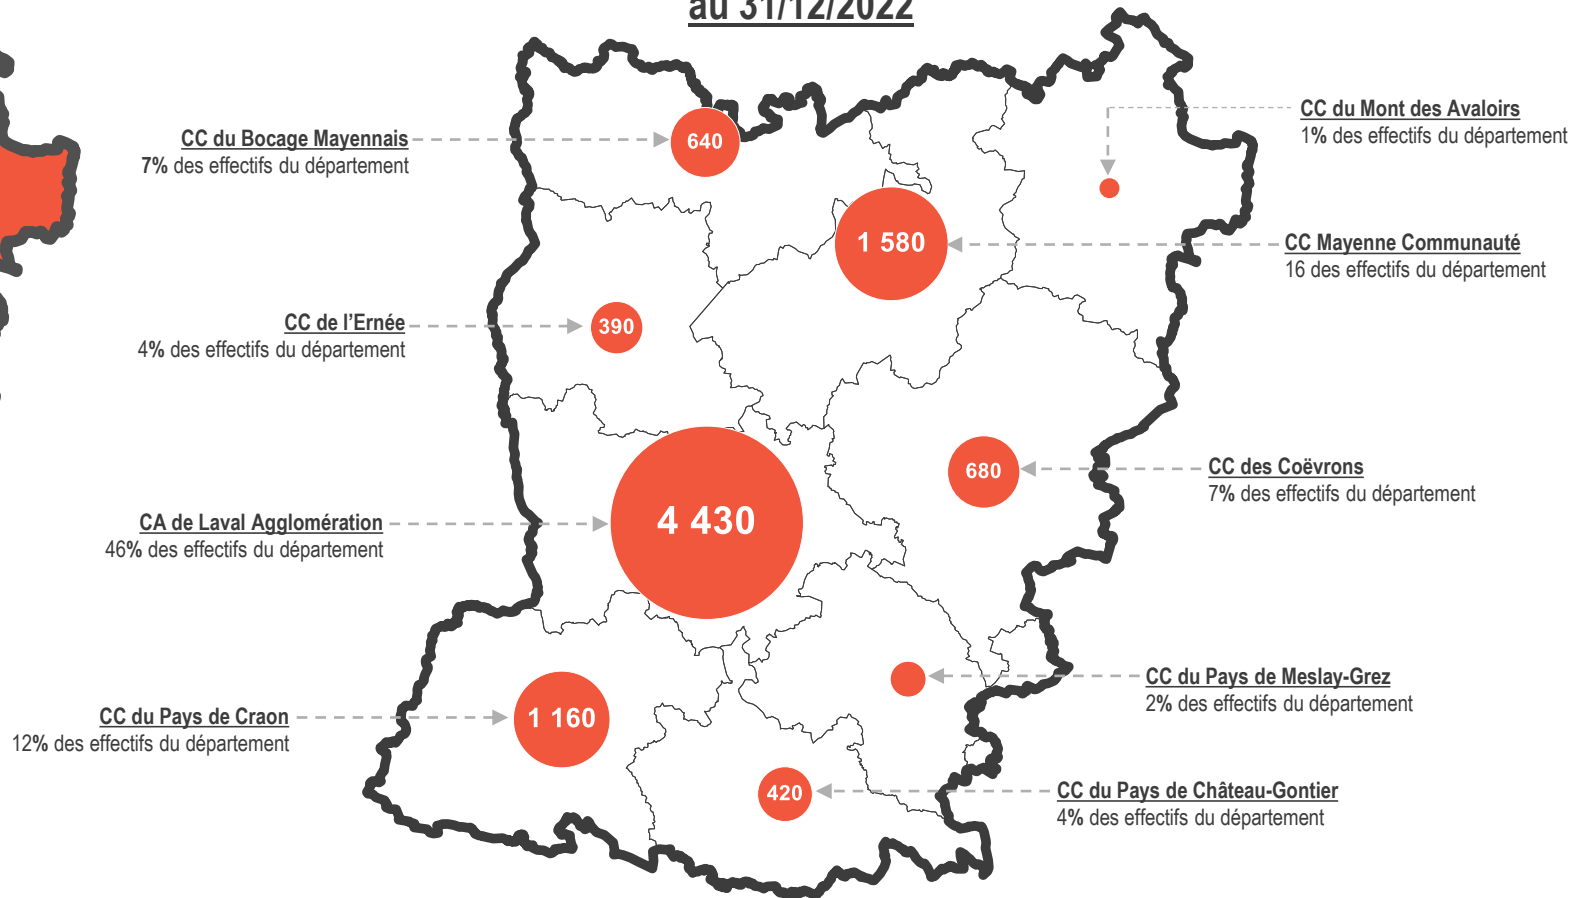 au 31/12/2022
CC du Bocage Mayennais
7% des effectifs du département
640
CC du Mont des Avaloirs
1% des effectifs du département
1 580
CC Mayenne Communauté
16 des effectifs du département
CC de l’Ernée
4% des effectifs du département
390
680
CC des Coëvrons
7% des effectifs du département
CA de Laval Agglomération
46% des effectifs du département
4 430
CC du Pays de Meslay-Grez
2% des effectifs du département
CC du Pays de Craon
12% des effectifs du département
1 160
420
CC du Pays de Château-Gontier
4% des effectifs du département